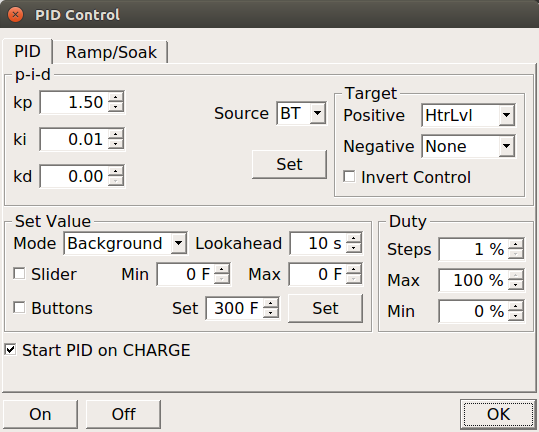 PID Control
PID Ramp/Soak
p-i-d
kp 1.50
ki 0.01
kd 0.00
Source BT
Set
Target
Positive HtrLvl
Negative None
Invert Control
Set Value
Mode Background Lookahead 10 s
Slider Min 0 F Max 0 F
Buttons Set 300 F Set
Duty
Steps 1 %
Max 100 %
Min 0 %
Start PID on CHARGE
On Off OK